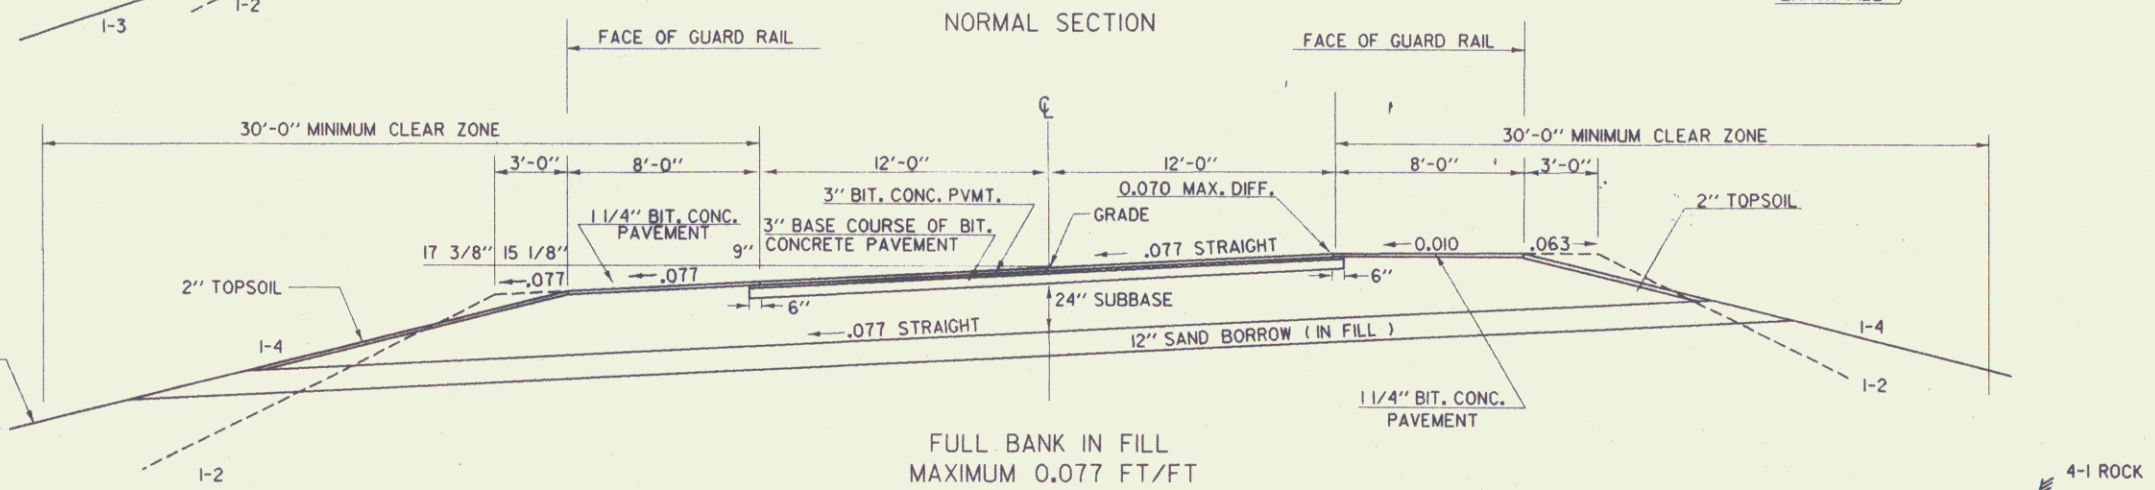 1-2
1-3
NORMAL SECTION
FACE OF GUARD RAIL
FACE OF GUARD RAIL
℄
30'-0" MINIMUM CLEAR ZONE
30'-0" MINIMUM CLEAR ZONE
3'-0"
8'-0"
12'-0"
12'-0"
8'-0"
3'-0"
0.070 MAX. DIFF.
3" BIT. CONC. PVMT.
2" TOPSOIL
1 1/4" BIT. CONC.
PAVEMENT
3" BASE COURSE OF BIT.
CONCRETE PAVEMENT
GRADE
17 3/8"
15 1/8"
9"
.077 STRAIGHT
0.010
.063
.077
.077
2" TOPSOIL
6"
6"
24" SUBBASE
.077 STRAIGHT
12" SAND BORROW (IN FILL)
1-4
1-4
1-2
1 1/4" BIT. CONC.
PAVEMENT
FULL BANK IN FILL
MAXIMUM 0.077 FT/FT
1-2
4-1 ROCK